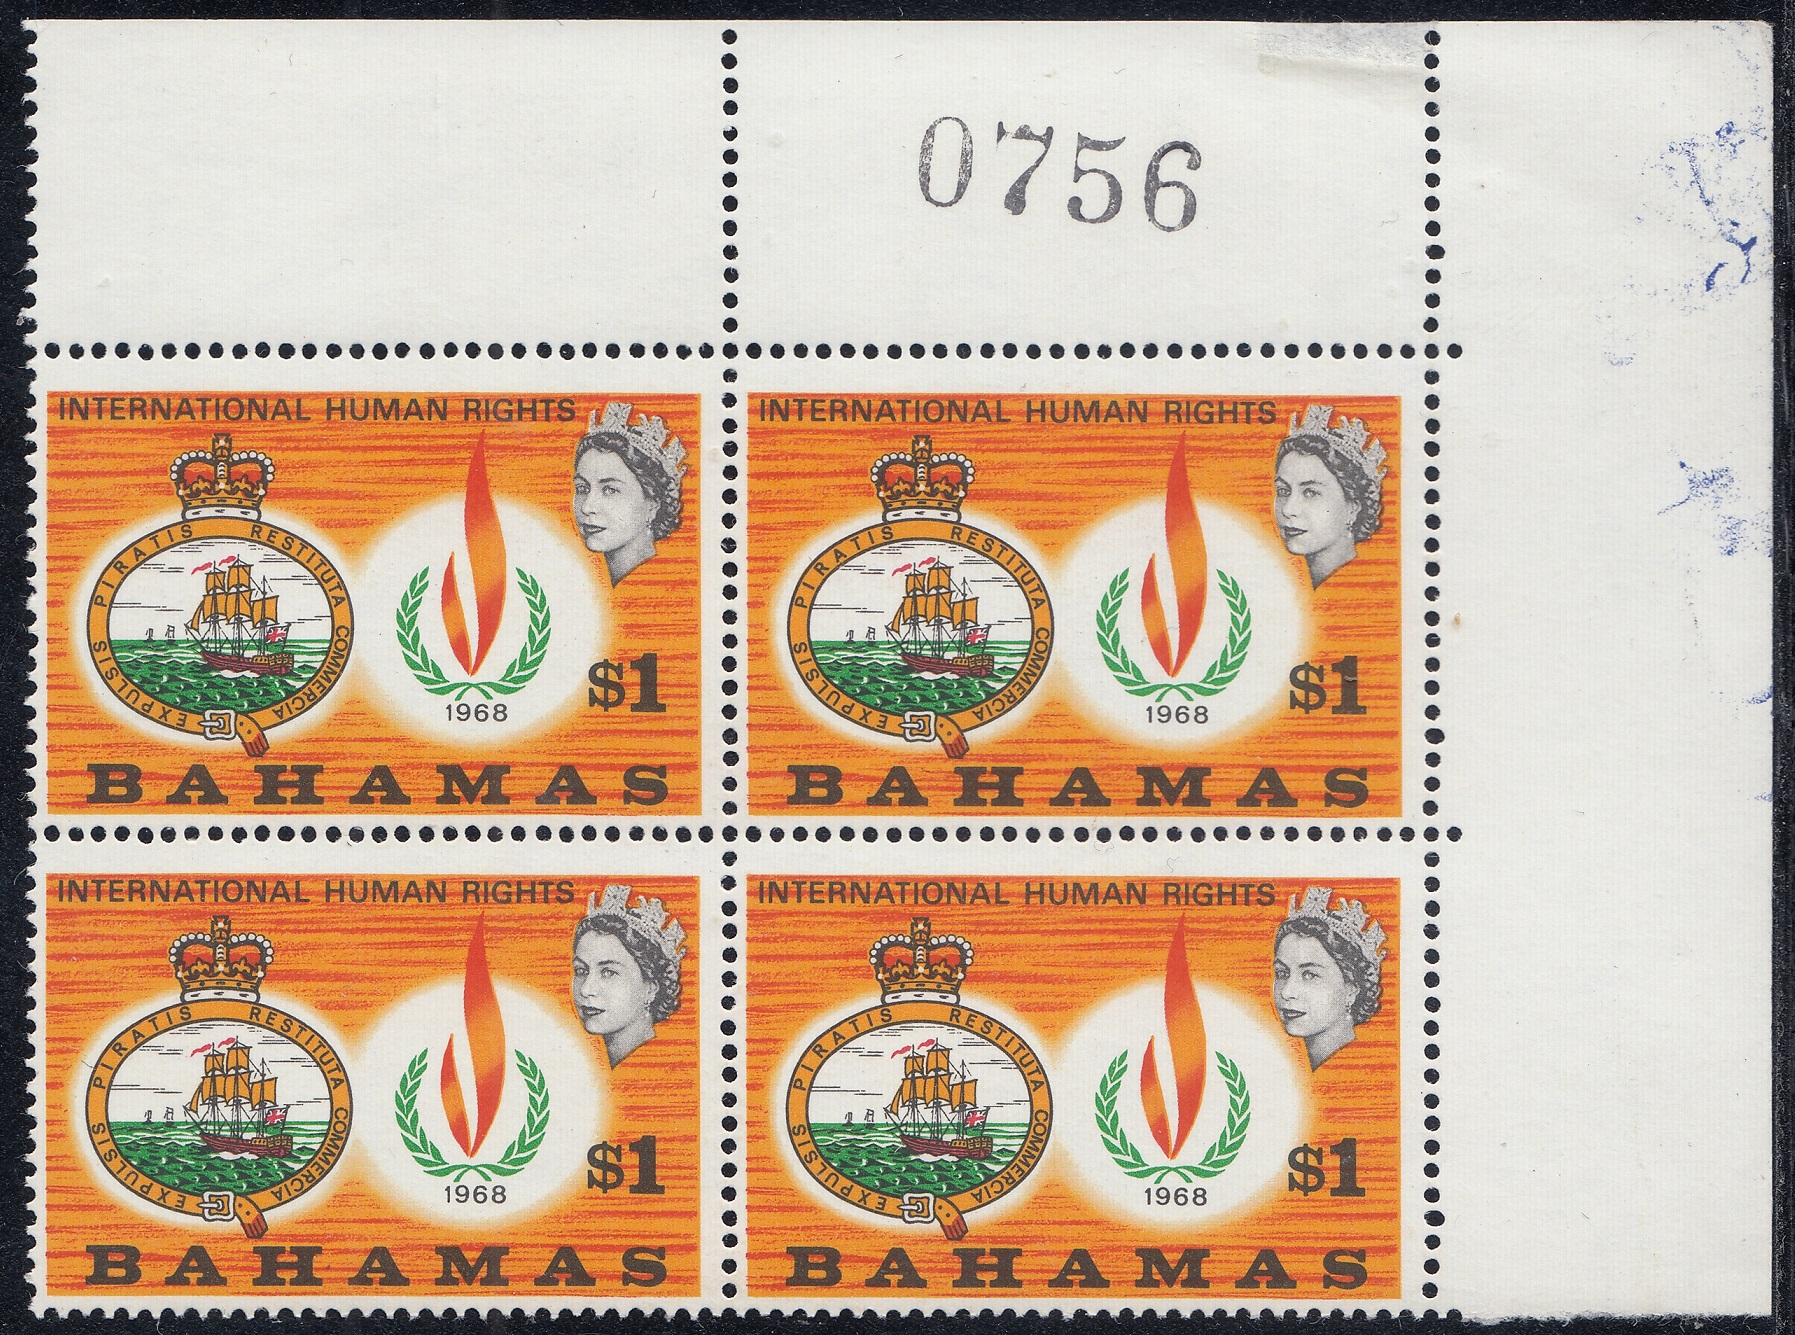 0756
INTERNATIONAL HUMAN RIGHTS
EXPULSIS PIRATIS RESTITUTA COMMERCIA
1968
$1
BAHAMAS
INTERNATIONAL HUMAN RIGHTS
EXPULSIS PIRATIS RESTITUTA COMMERCIA
1968
$1
BAHAMAS
INTERNATIONAL HUMAN RIGHTS
EXPULSIS PIRATIS RESTITUTA COMMERCIA
1968
$1
BAHAMAS
INTERNATIONAL HUMAN RIGHTS
EXPULSIS PIRATIS RESTITUTA COMMERCIA
1968
$1
BAHAMAS